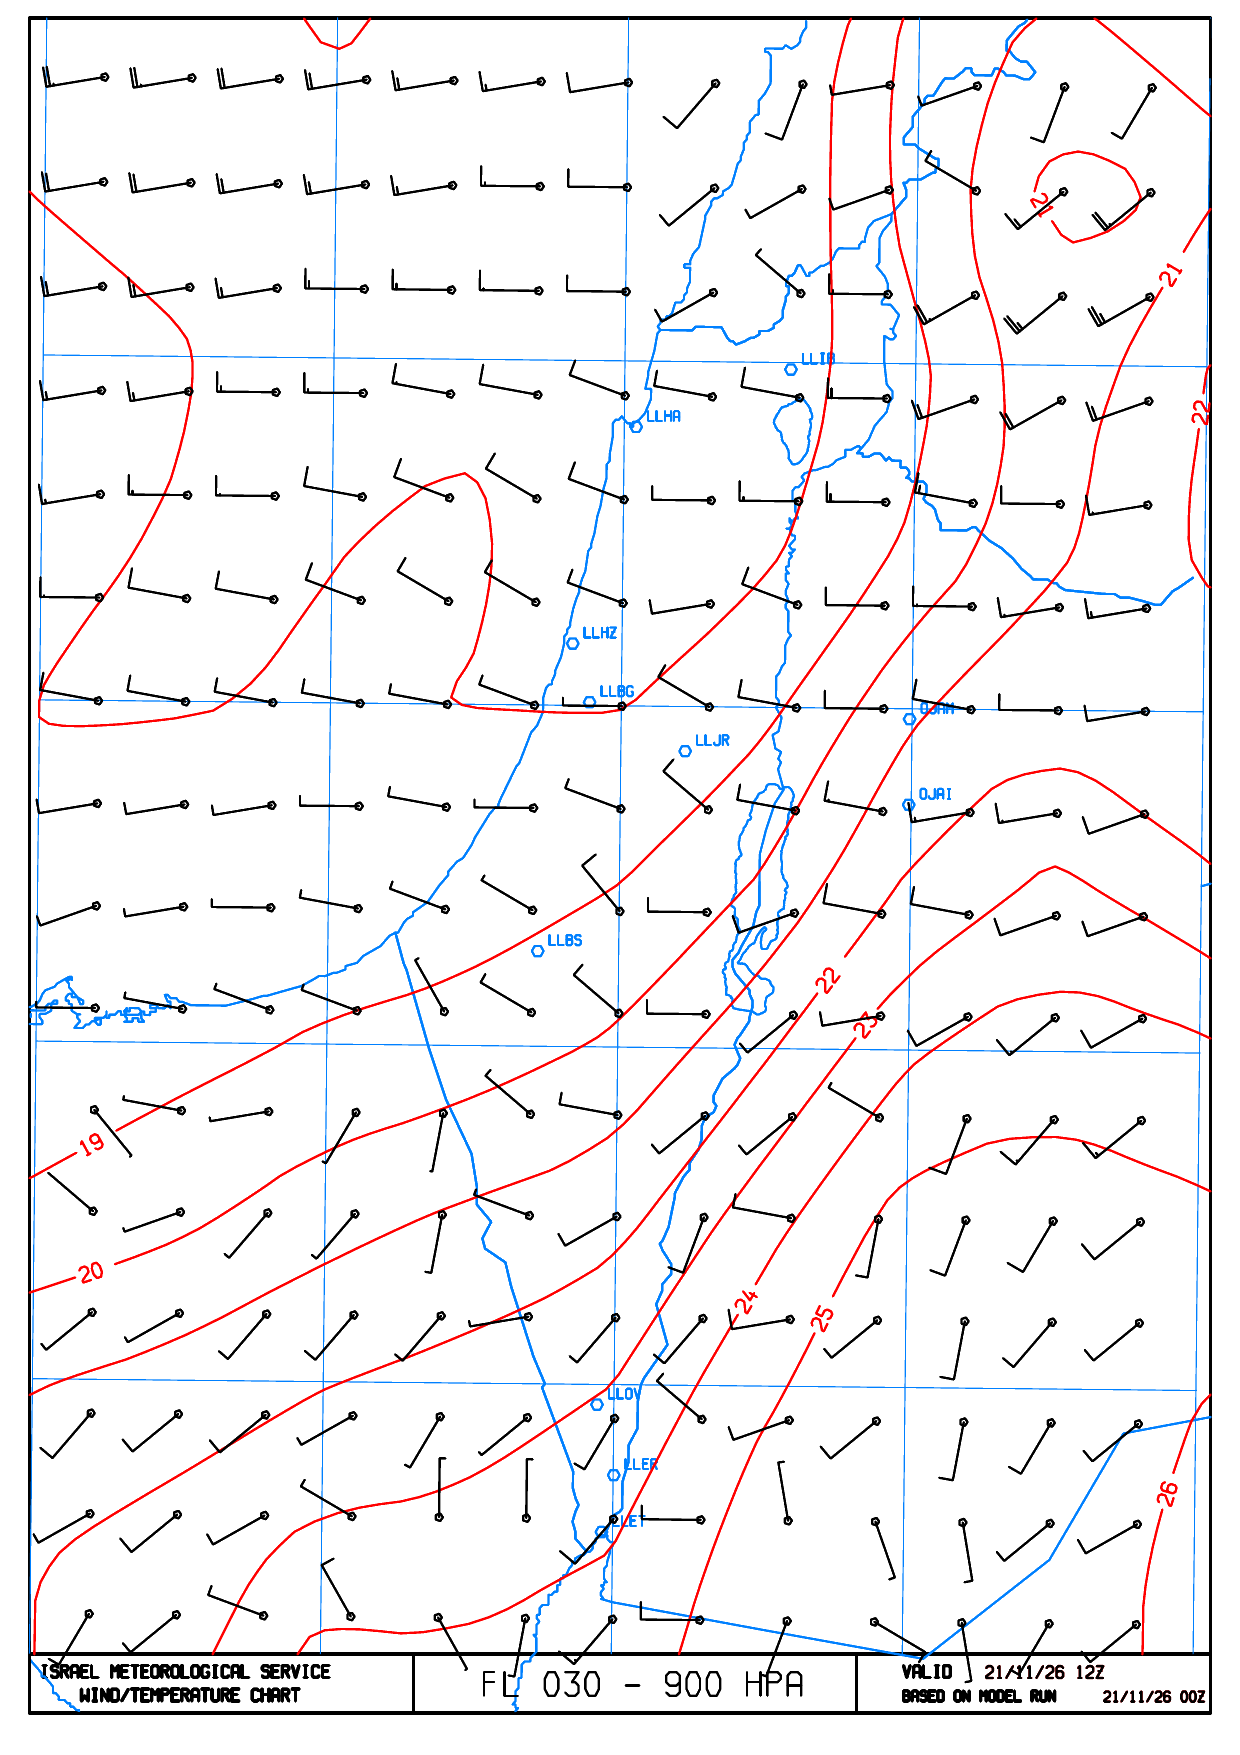 21
21
LLIB
22
LLHA
LLHZ
LLBG
OJAM
LLJR
OJAI
LLBS
22
23
19
20
24
25
LLOV
LLER
26
LLET
ISRAEL METEOROLOGICAL SERVICE
WIND/TEMPERATURE CHART
FL 030 - 900 HPA
VALID 21/11/26 12Z
BASED ON MODEL RUN 21/11/26 00Z